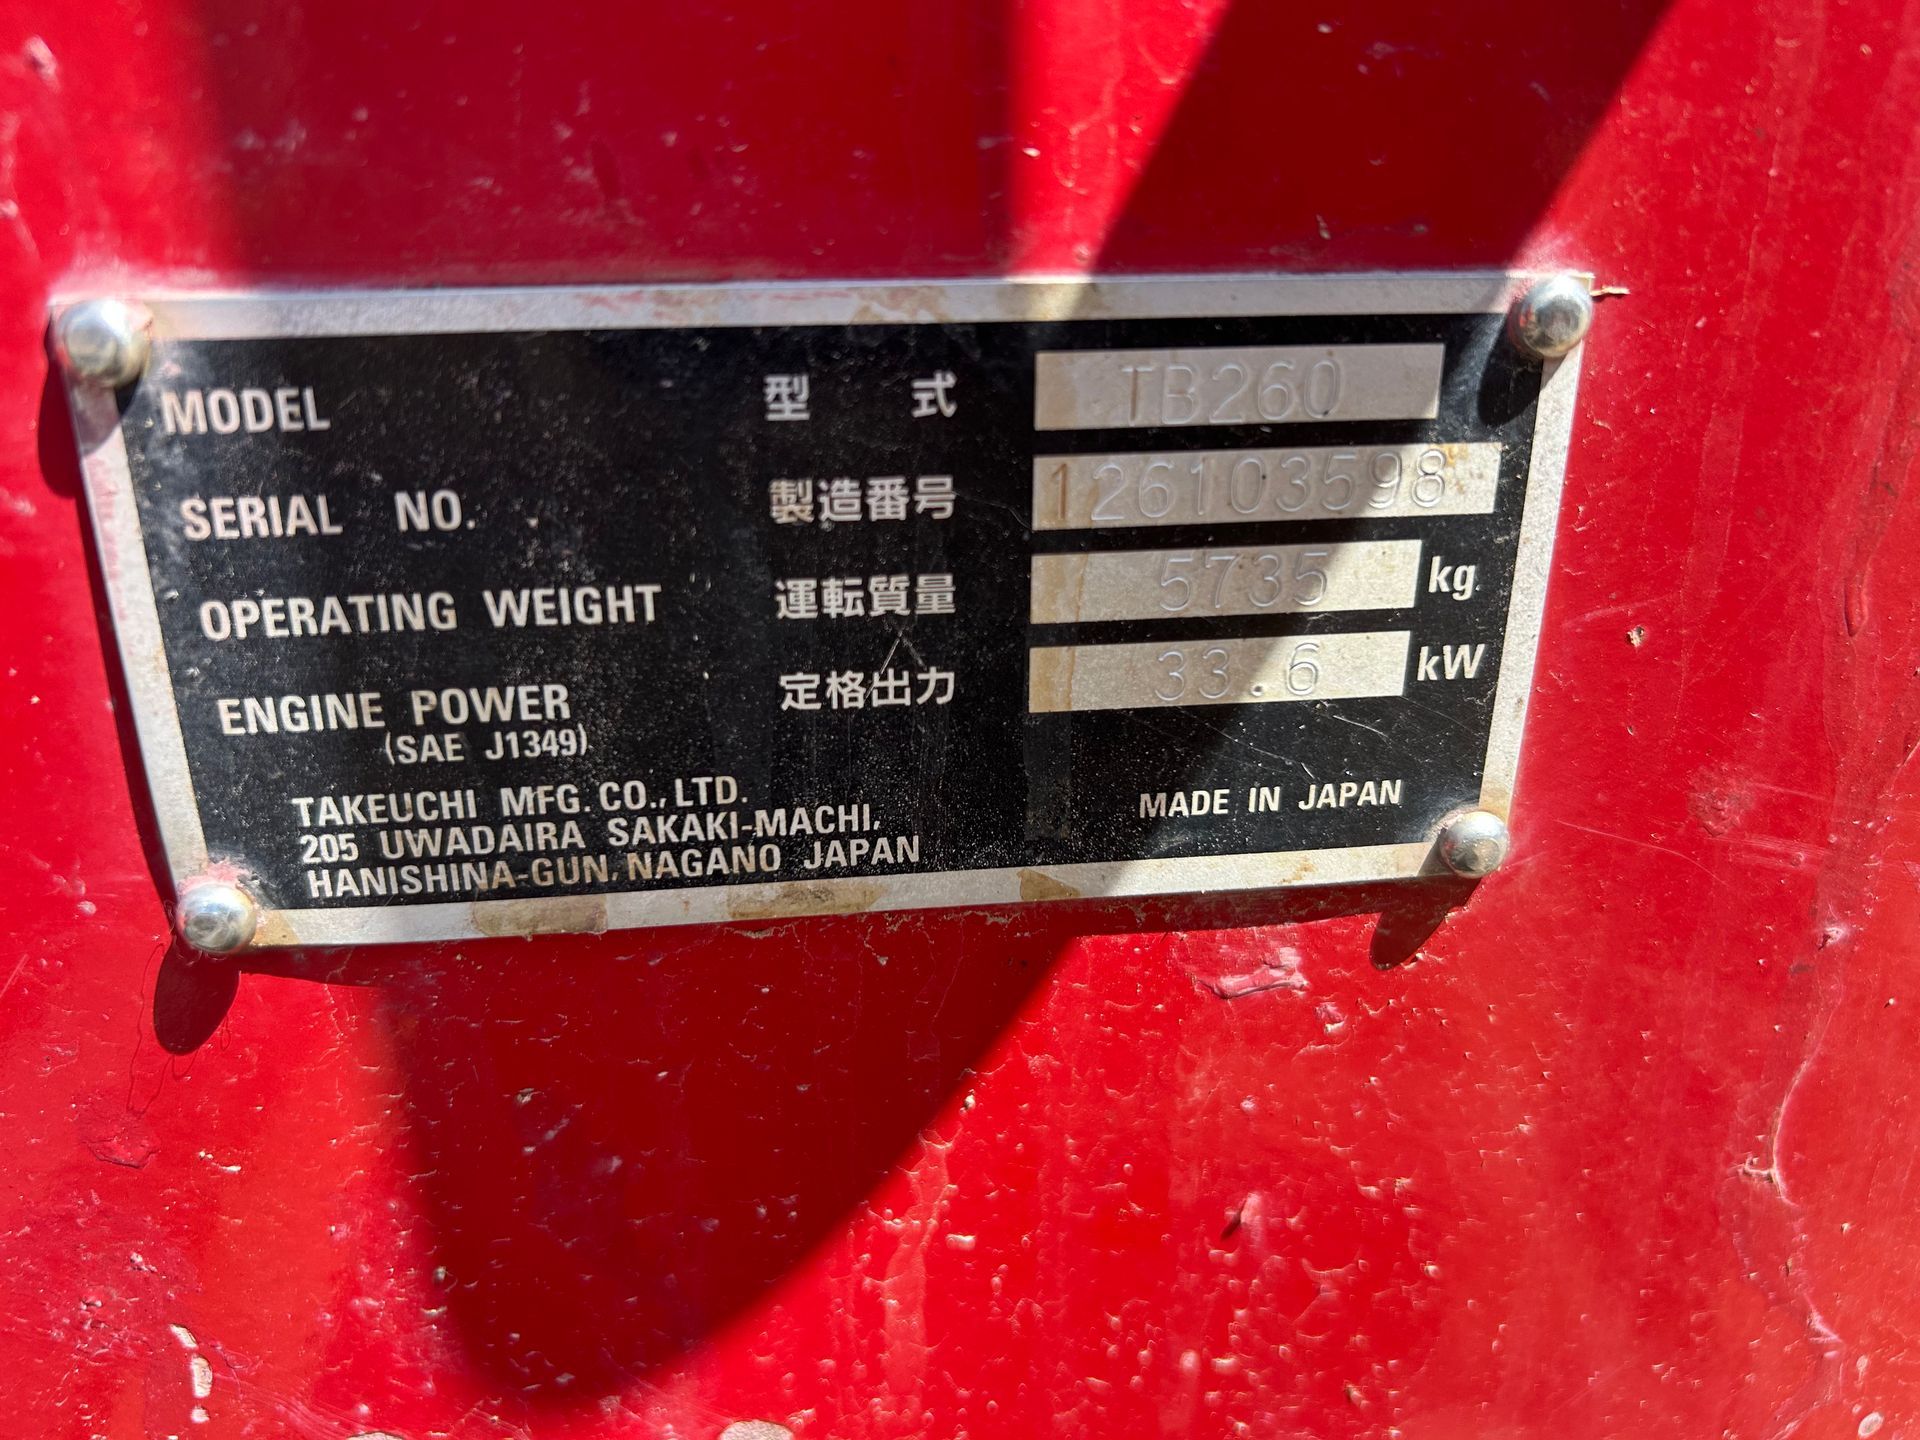 MODEL 型 式 TB260
SERIAL NO. 製造番号 126103598
OPERATING WEIGHT 運転質量 5735 kg
ENGINE POWER 定格出力 33.6 kW
(SAE J1349)
TAKEUCHI MFG. CO., LTD.
205 UWADAIRA SAKAKI-MACHI,
HANISHINA-GUN, NAGANO JAPAN
MADE IN JAPAN